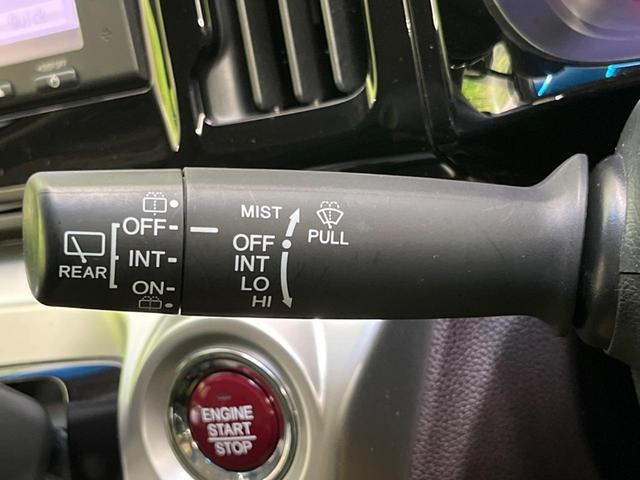 MIST
OFF
INT
LO
HI
PULL
OFF
INT
ON
REAR
ENGINE
START
STOP